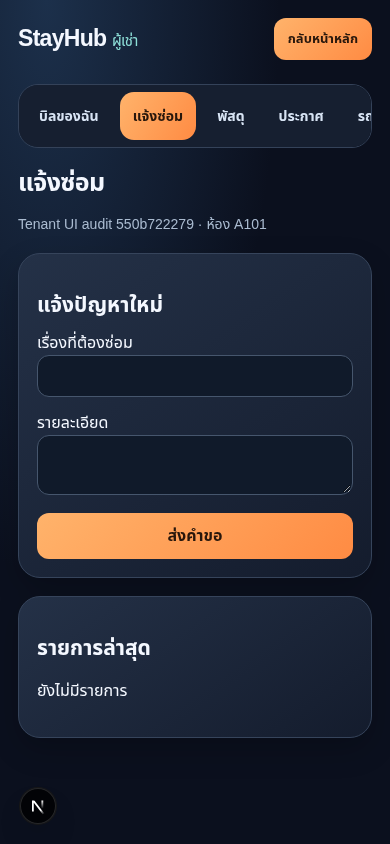 StayHub ผู้เช่า
กลับหน้าหลัก
บิลของฉัน แจ้งซ่อม พัสดุ ประกาศ
แจ้งซ่อม
Tenant UI audit 550b722279 · ห้อง A101
แจ้งปัญหาใหม่
เรื่องที่ต้องซ่อม
รายละเอียด
ส่งคำขอ
รายการล่าสุด
ยังไม่มีรายการ
N